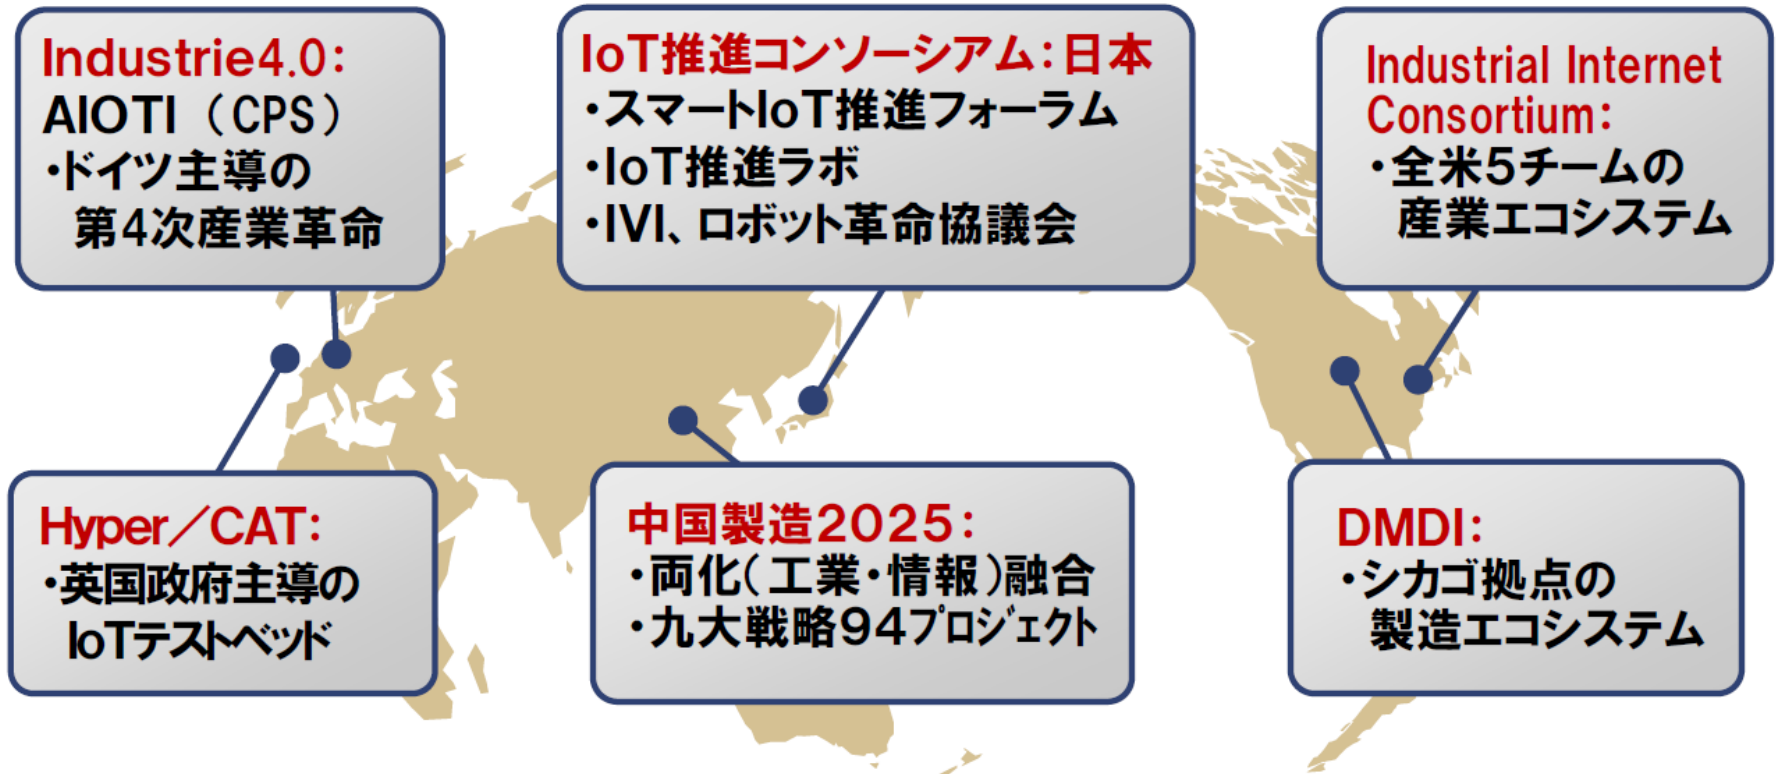 Industrie4.0：
AIOTI（CPS）
・ドイツ主導の
第4次産業革命
IoT推進コンソーシアム：日本
・スマートIoT推進フォーラム
・IoT推進ラボ
・IVI、ロボット革命協議会
Industrial Internet
Consortium：
・全米5チームの
産業エコシステム
Hyper／CAT：
・英国政府主導の
IoTテストベッド
中国製造2025：
・両化（工業・情報）融合
・九大戦略94プロジェクト
DMDI：
・シカゴ拠点の
製造エコシステム